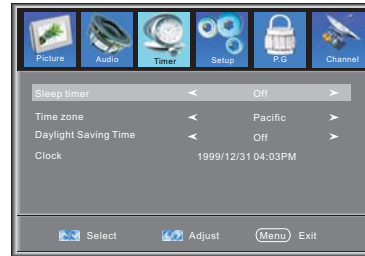 Picture Audio Timer Setup P.G Channel
Sleep timer < Off >
Time zone < Pacific >
Daylight Saving Time < Off >
Clock 1999/12/31 04:03PM
Select Adjust Menu Exit